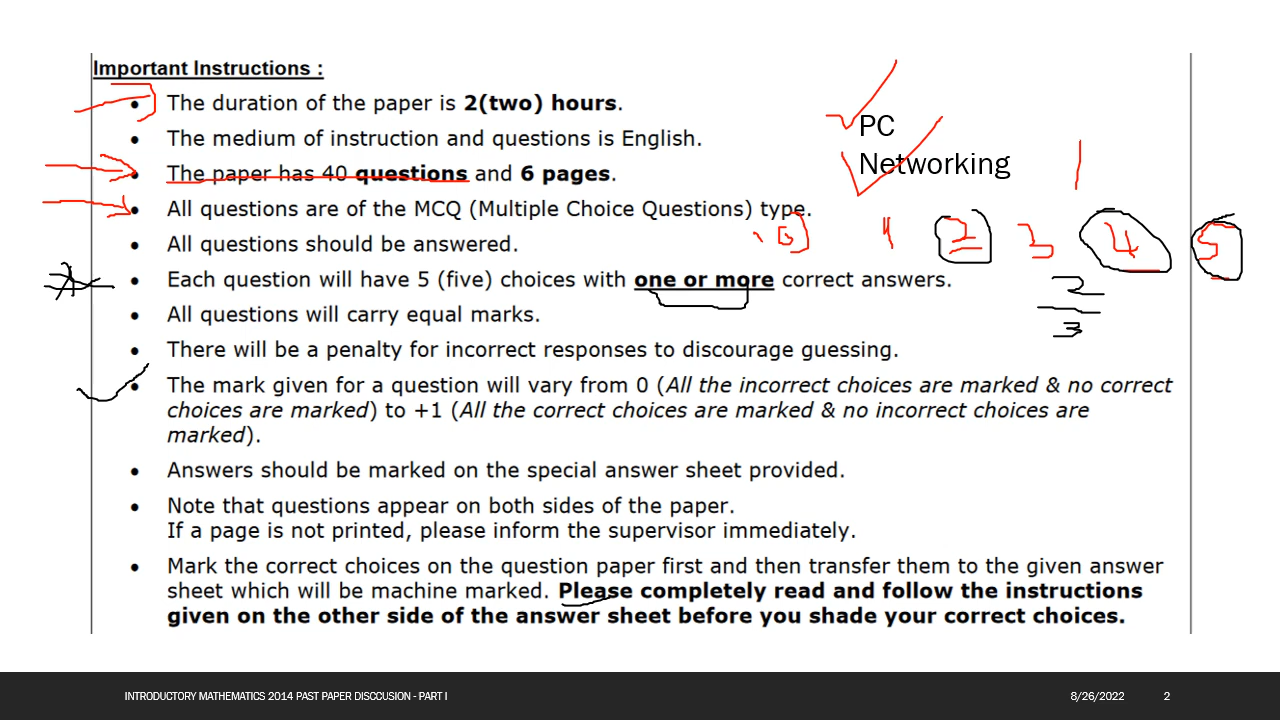 Important Instructions :
• The duration of the paper is 2(two) hours.
• The medium of instruction and questions is English.
• The paper has 40 questions and 6 pages.
• All questions are of the MCQ (Multiple Choice Questions) type.
• All questions should be answered.
• Each question will have 5 (five) choices with one or more correct answers.
• All questions will carry equal marks.
• There will be a penalty for incorrect responses to discourage guessing.
• The mark given for a question will vary from 0 (All the incorrect choices are marked & no correct
choices are marked) to +1 (All the correct choices are marked & no incorrect choices are
marked).
• Answers should be marked on the special answer sheet provided.
• Note that questions appear on both sides of the paper.
If a page is not printed, please inform the supervisor immediately.
• Mark the correct choices on the question paper first and then transfer them to the given answer
sheet which will be machine marked. Please completely read and follow the instructions
given on the other side of the answer sheet before you shade your correct choices.
PC
Networking
1
2 3 4 5
2
3
INTRODUCTORY MATHEMATICS 2014 PAST PAPER DISCCUSION - PART I
8/26/2022
2